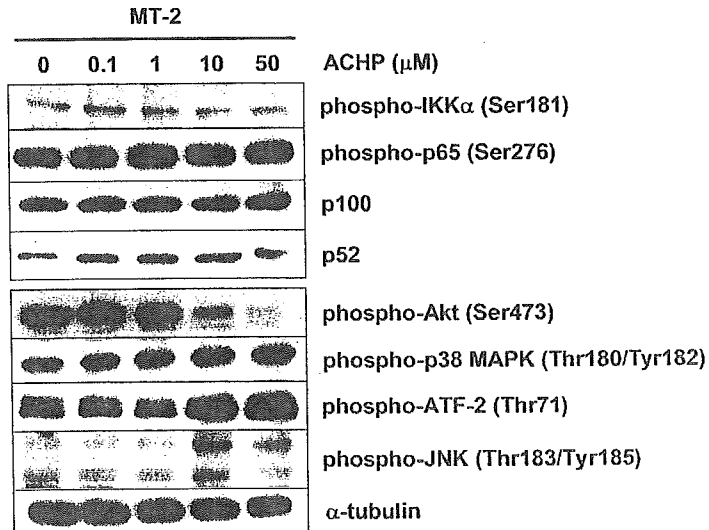 MT-2
0 0.1 1 10 50 ACHP (μM)
phospho-IKKα (Ser181)
phospho-p65 (Ser276)
p100
p52
phospho-Akt (Ser473)
phospho-p38 MAPK (Thr180/Tyr182)
phospho-ATF-2 (Thr71)
phospho-JNK (Thr183/Tyr185)
α-tubulin